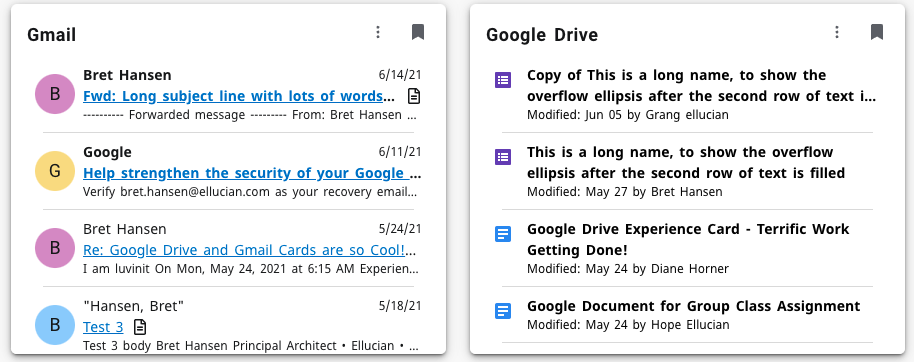 Gmail
B
Bret Hansen
6/14/21
Fwd: Long subject line with lots of words...
---------- Forwarded message --------- From: Bret Hansen ...
G
Google
6/11/21
Help strengthen the security of your Google ...
Verify bret.hansen@ellucian.com as your recovery email...
B
Bret Hansen
5/24/21
Re: Google Drive and Gmail Cards are so Cool!...
I am luvinit On Mon, May 24, 2021 at 6:15 AM Experien...
B
"Hansen, Bret"
5/18/21
Test 3
Test 3 body Bret Hansen Principal Architect • Ellucian • ...
Google Drive
Copy of This is a long name, to show the
overflow ellipsis after the second row of text i...
Modified: Jun 05 by Grang ellucian
This is a long name, to show the overflow
ellipsis after the second row of text is filled
Modified: May 27 by Bret Hansen
Google Drive Experience Card - Terrific Work
Getting Done!
Modified: May 24 by Diane Horner
Google Document for Group Class Assignment
Modified: May 24 by Hope Ellucian